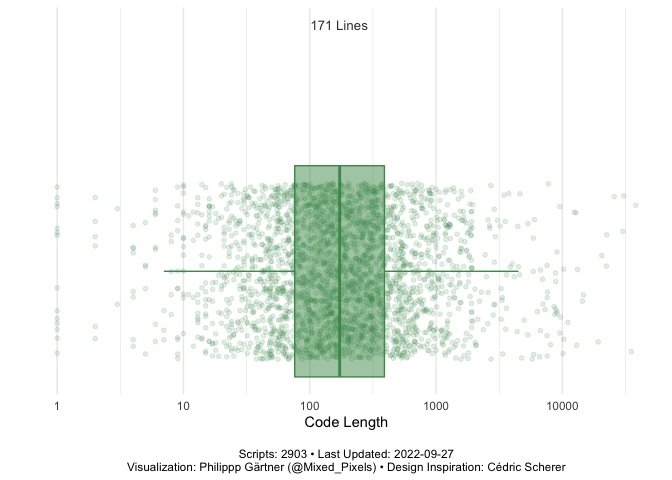 171 Lines
1 10 100 1000 10000
Code Length
Scripts: 2903 • Last Updated: 2022-09-27
Visualization: Philippp Gärtner (@Mixed_Pixels) • Design Inspiration: Cédric Scherer